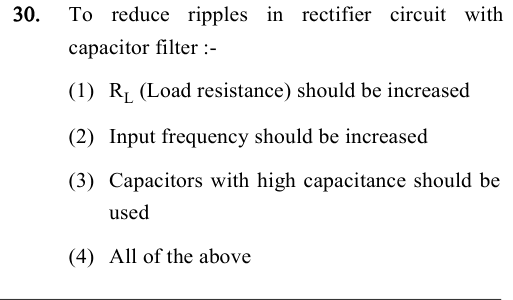 30. To reduce ripples in rectifier circuit with
capacitor filter :-
(1) R_L (Load resistance) should be increased
(2) Input frequency should be increased
(3) Capacitors with high capacitance should be
used
(4) All of the above